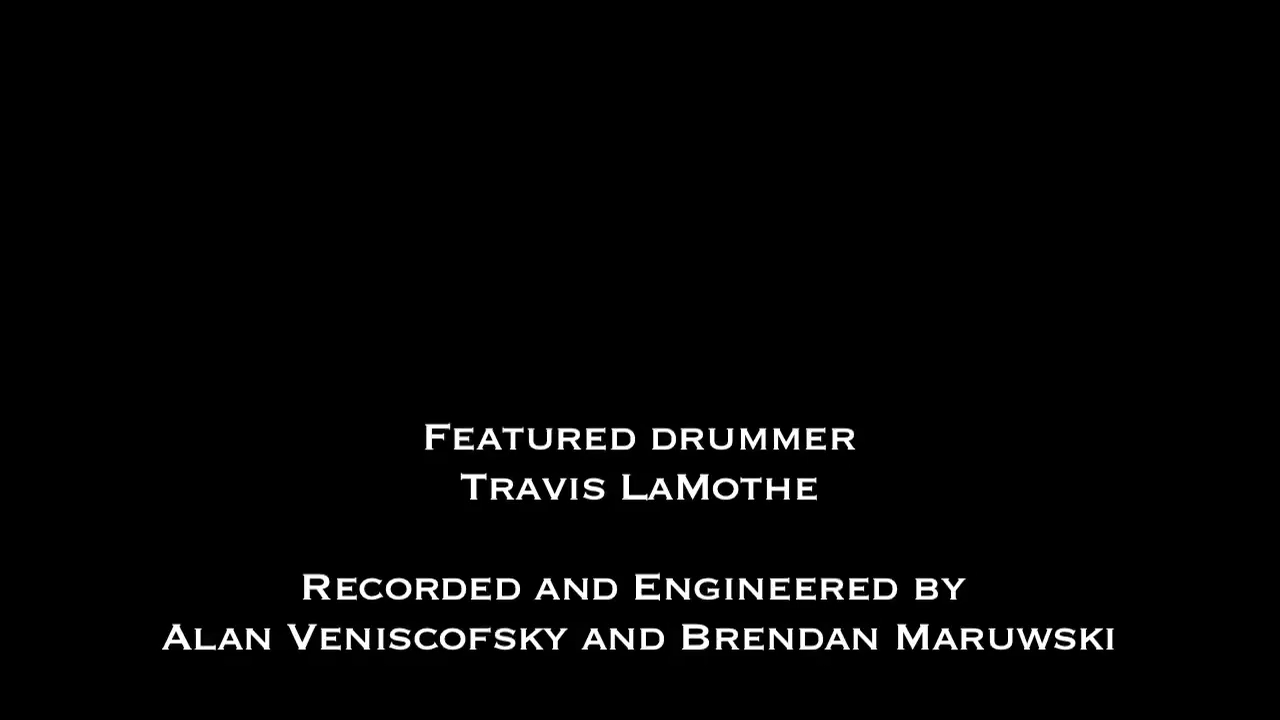 Featured drummer
Travis LaMothe
Recorded and Engineered by
Alan Veniscofsky and Brendan Maruwski